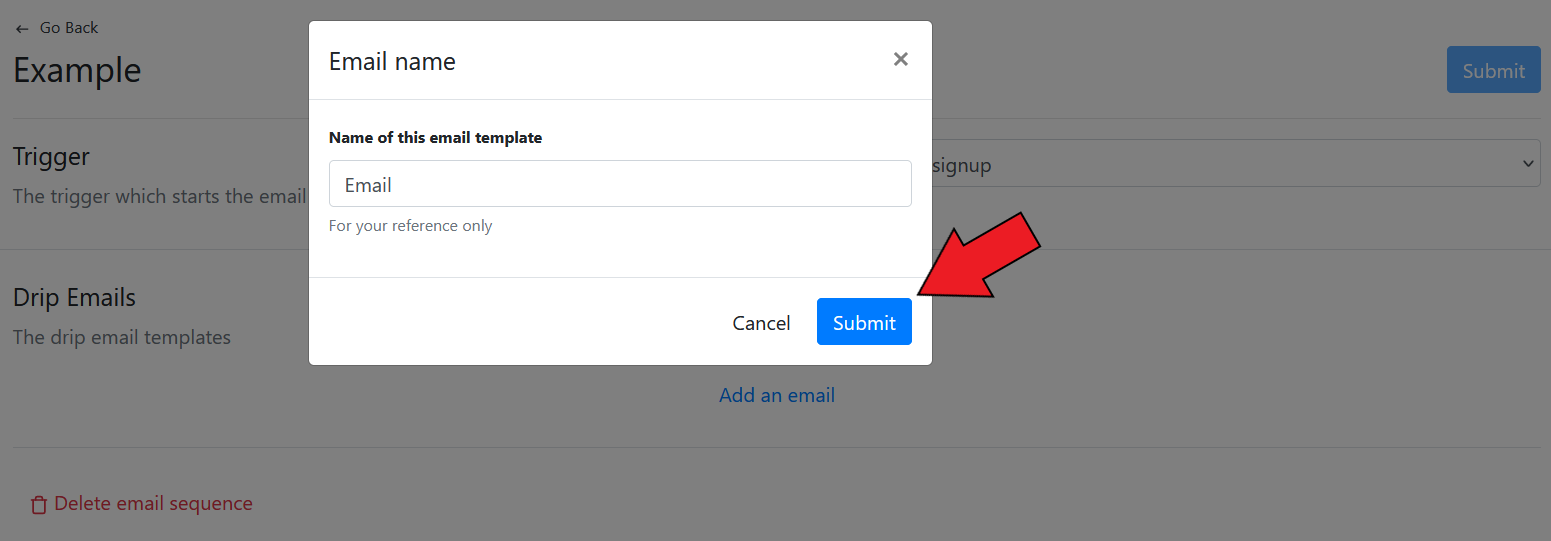 Go Back
Example
Submit
Email name
Name of this email template
Email
For your reference only
Cancel
Submit
Trigger
The trigger which starts the email
signup
Drip Emails
The drip email templates
Add an email
Delete email sequence